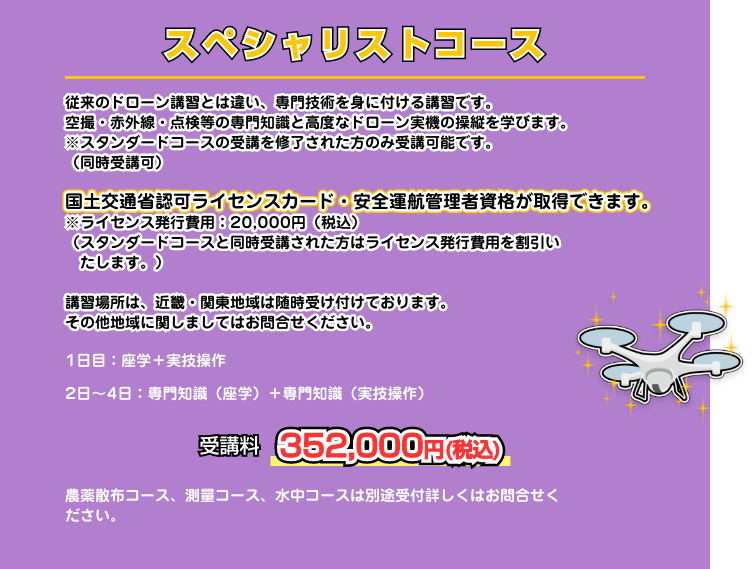 スペシャリストコース
従来のドローン講習とは違い、専門技術を身に付ける講習です。
空撮・赤外線・点検等の専門知識と高度なドローン実機の操縦を学びます。
※スタンダードコースの受講を修了された方のみ受講可能です。
（同時受講可）
国土交通省認可ライセンスカード・安全運航管理者資格が取得できます。
※ライセンス発行費用：20,000円（税込）
（スタンダードコースと同時受講された方はライセンス発行費用を割引い
たします。）
講習場所は、近畿・関東地域は随時受け付けております。
その他地域に関しましてはお問合せください。
1日目：座学＋実技操作
2日～4日：専門知識（座学）＋専門知識（実技操作）
受講料 352,000円(税込)
農薬散布コース、測量コース、水中コースは別途受付詳しくはお問合せく
ださい。